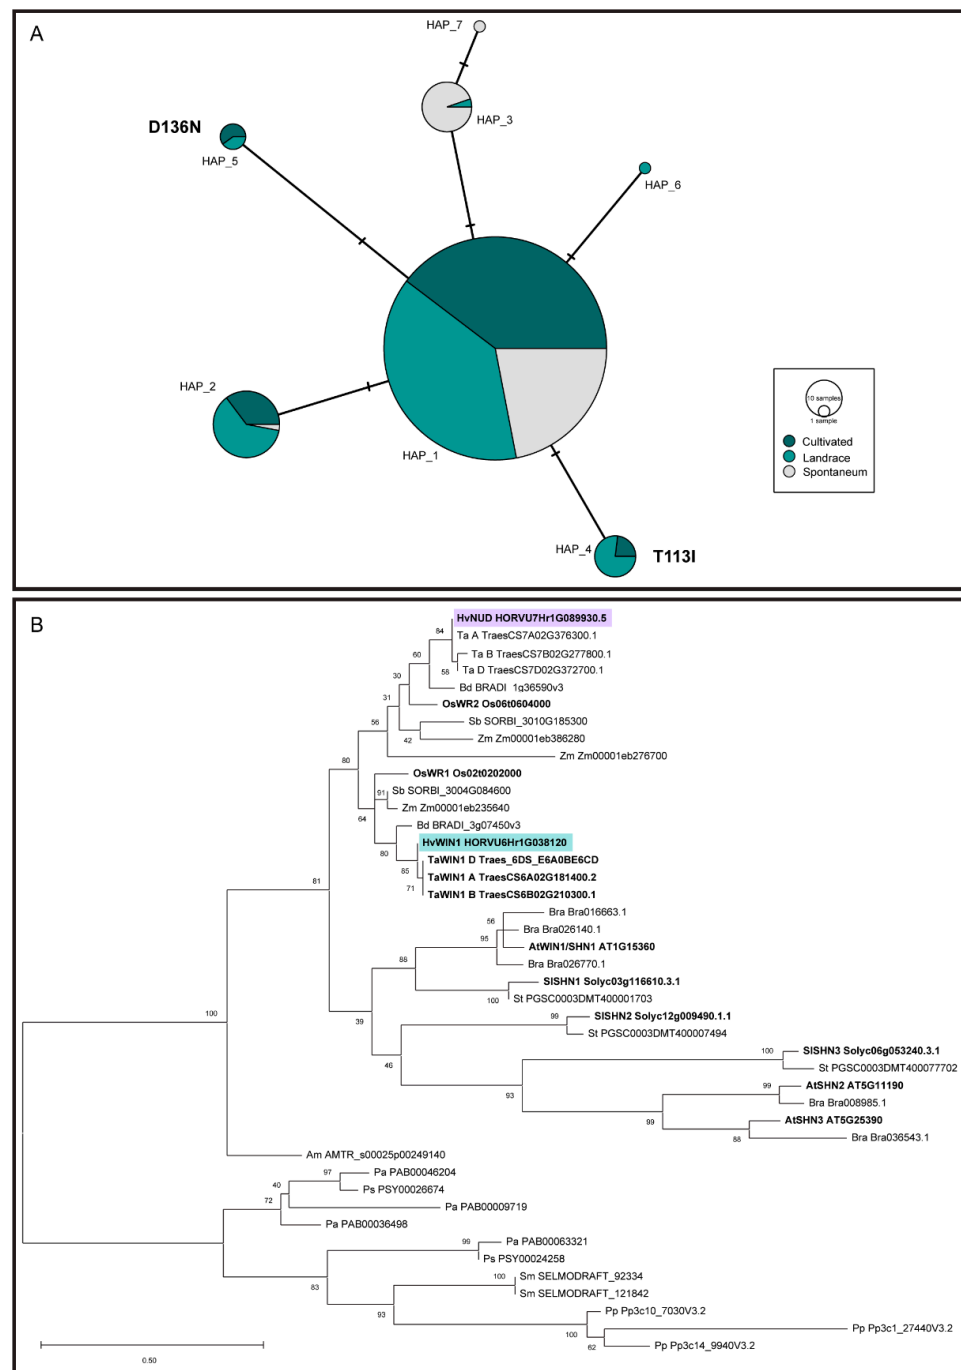 A
HAP_7
HAP_3
D136N
HAP_5
HAP_6
HAP_2
HAP_1
HAP_4
T113I
10 samples
1 sample
Cultivated
Landrace
Spontaneum
B
HvNUD HORVU7Hr1G089930.5
84
Ta A TraesCS7A02G376300.1
60
Ta B TraesCS7B02G277800.1
58
Ta D TraesCS7D02G372700.1
30
Bd BRADI_1g36590v3
31
OsWR2 Os06t0604000
56
Sb SORBI_3010G185300
42
Zm Zm00001eb386280
Zm Zm00001eb276700
80
OsWR1 Os02t0202000
91
Sb SORBI_3004G084600
Zm Zm00001eb235640
64
Bd BRADI_3g07450v3
80
HvWIN1 HORVU6Hr1G038120
TaWIN1 D Traes_6DS_E6A0BE6CD
85
TaWIN1 A TraesCS6A02G181400.2
71
TaWIN1 B TraesCS6B02G210300.1
81
Bra Bra016663.1
56
Bra Bra026140.1
95
AtWIN1/SHN1 AT1G15360
88
Bra Bra026770.1
SlSHN1 Solyc03g116610.3.1
100
St PGSC0003DMT400001703
100
39
99
SlSHN2 Solyc12g009490.1.1
St PGSC0003DMT400007494
46
100
SlSHN3 Solyc06g053240.3.1
St PGSC0003DMT400077702
93
99
AtSHN2 AT5G11190
Bra Bra008985.1
99
AtSHN3 AT5G25390
88
Bra Bra036543.1
Am AMTR_s00025p00249140
97
Pa PAB00046204
40
Ps PSY00026674
72
Pa PAB00009719
Pa PAB00036498
99
Pa PAB00063321
Ps PSY00024258
83
100
Sm SELMODRAFT_92334
Sm SELMODRAFT_121842
93
Pp Pp3c10_7030V3.2
100
Pp Pp3c1_27440V3.2
62
Pp Pp3c14_9940V3.2
0.50